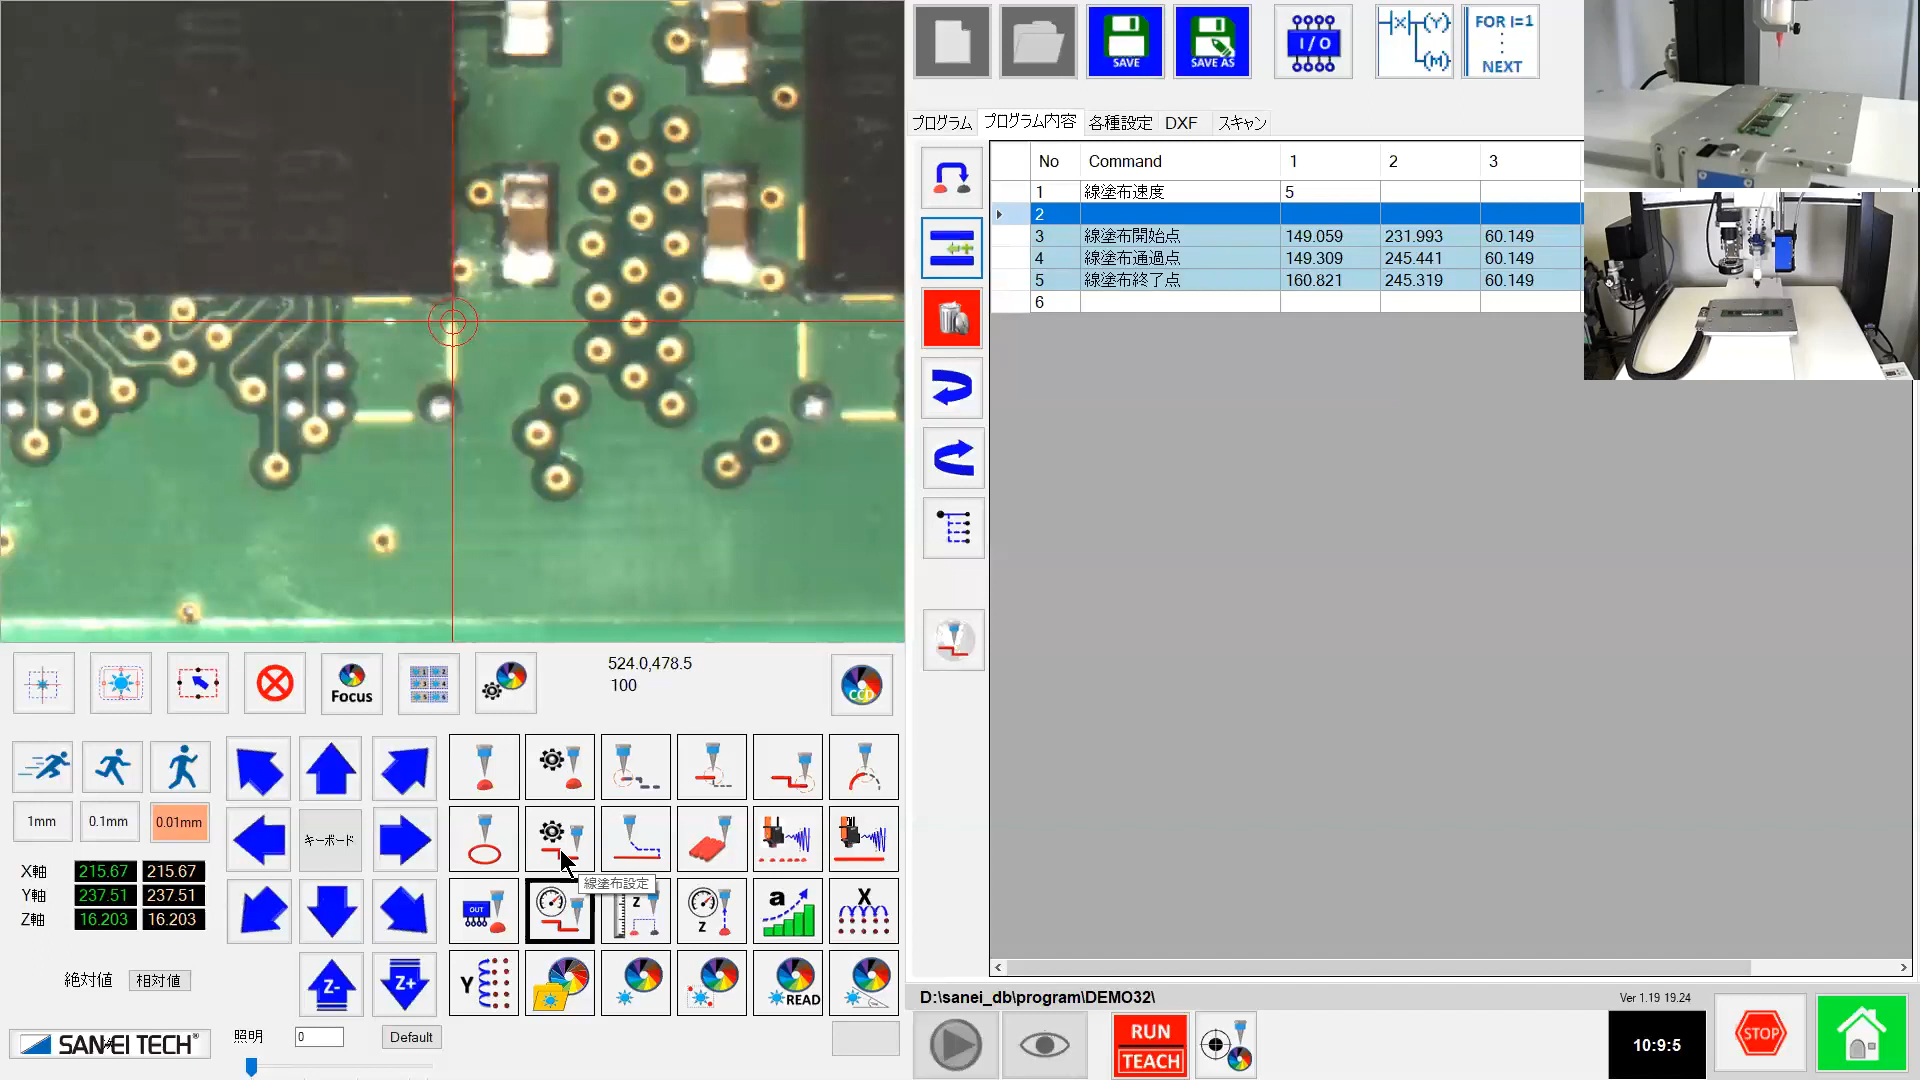 SAVE
SAVE AS
I/O
X
(Y)
(M)
FOR I=1
NEXT
プログラム
プログラム内容
各種設定
DXF
スキャン
No Command 1 2 3
1 線塗布速度 5
2
3 線塗布開始点 149.059 231.993 60.149
4 線塗布通過点 149.309 245.441 60.149
5 線塗布終了点 160.821 245.319 60.149
6
Focus
524.0,478.5
100
CCD
1mm
0.1mm
0.01mm
キーボード
X軸 215.67 215.67
Y軸 237.51 237.51
Z軸 16.203 16.203
絶対値
相対値
Z-
Z+
線塗布設定
OUT
Z
Z
a
X
Y
READ
SAN-EI TECH®
照明
0
Default
D:\sanei_db\program\DEMO32\
Ver 1.19 19.24
RUN
TEACH
10:9:5
STOP